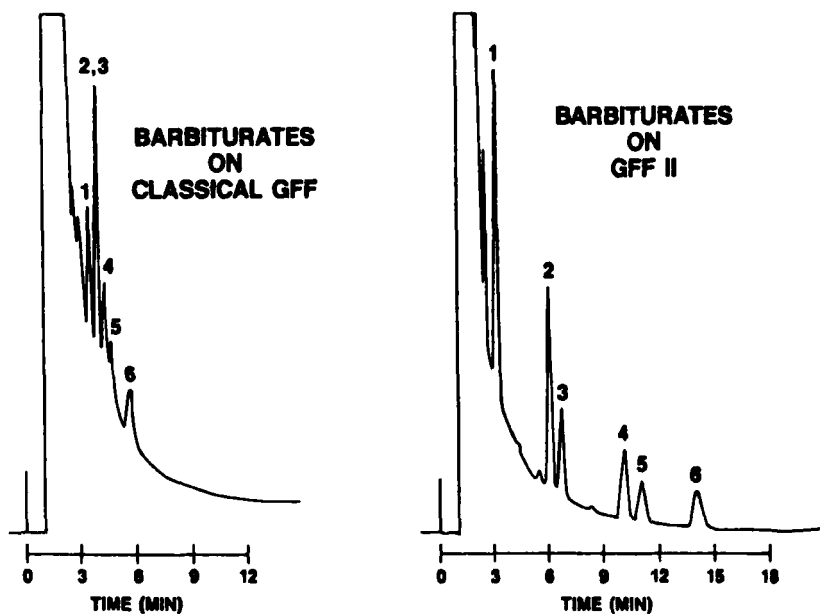 2,3
1
4
5
6
BARBITURATES
ON
CLASSICAL GFF
0 3 6 9 12
TIME (MIN)
1
2
3
4
5
6
BARBITURATES
ON
GFF II
0 3 6 9 12 15 18
TIME (MIN)